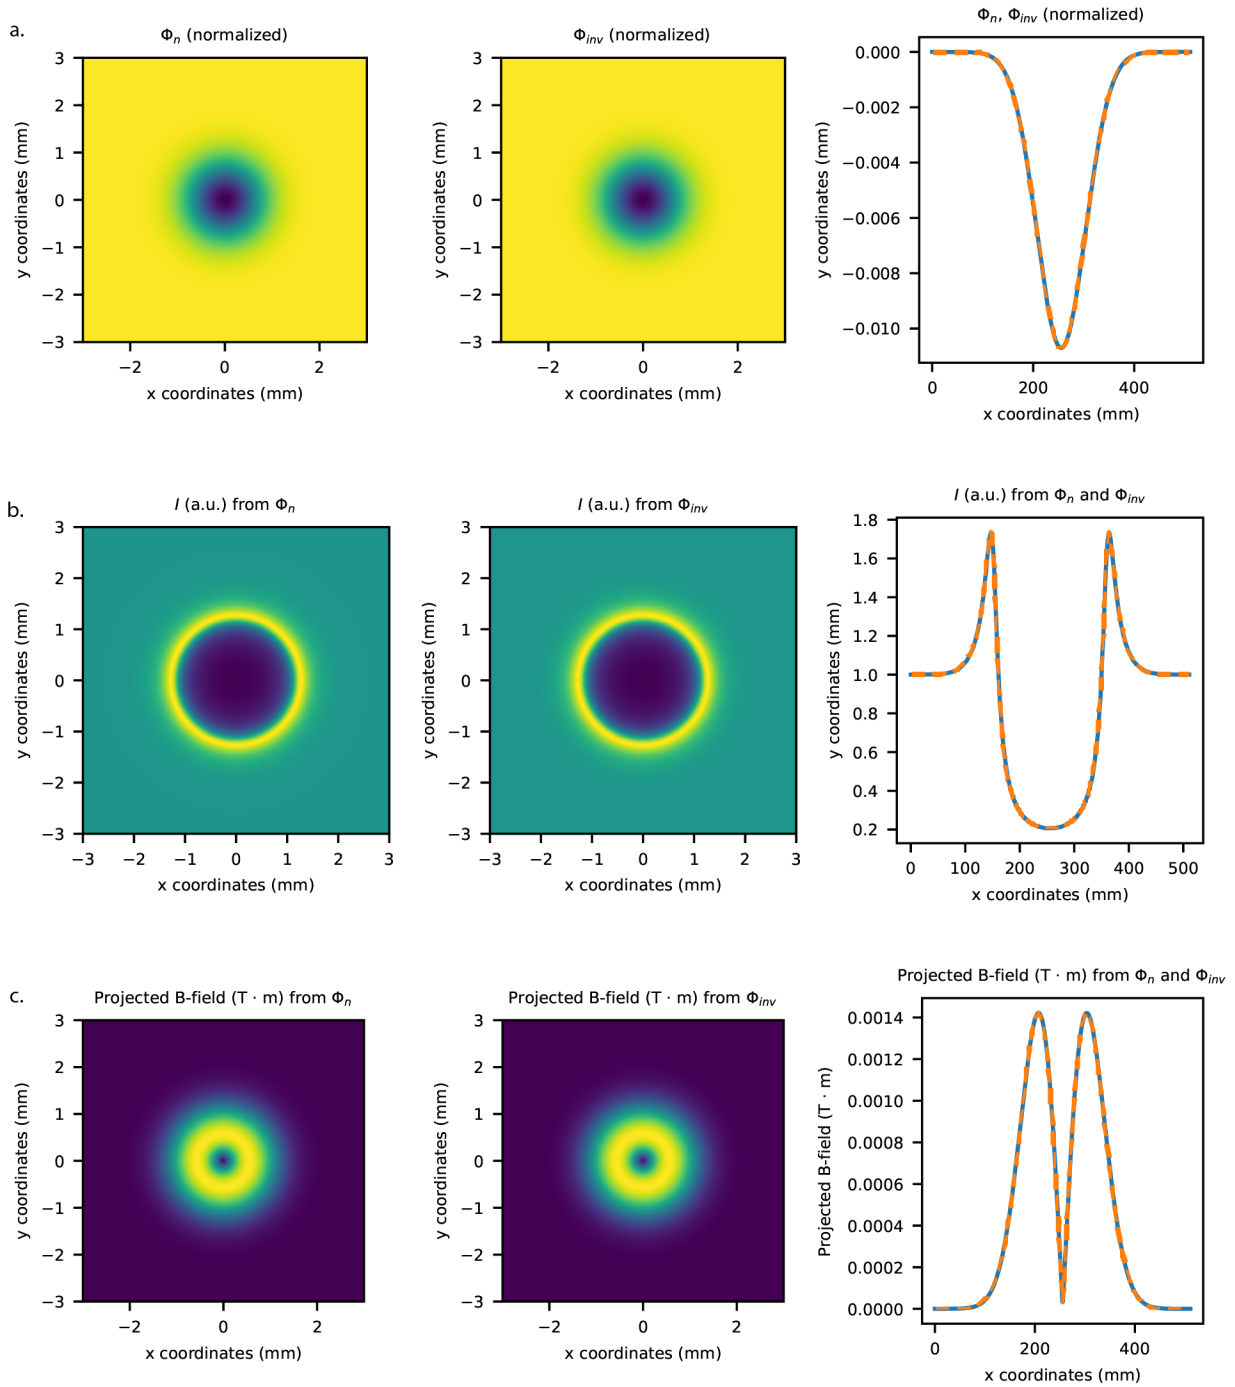 a.
Φn (normalized)
3
2
1
0
−1
−2
−3
y coordinates (mm)
−2 0 2
x coordinates (mm)
Φinv (normalized)
3
2
1
0
−1
−2
−3
y coordinates (mm)
−2 0 2
x coordinates (mm)
Φn, Φinv (normalized)
0.000
−0.002
−0.004
−0.006
−0.008
−0.010
y coordinates (mm)
0 200 400
x coordinates (mm)
b.
I (a.u.) from Φn
3
2
1
0
−1
−2
−3
y coordinates (mm)
−3 −2 −1 0 1 2 3
x coordinates (mm)
I (a.u.) from Φinv
3
2
1
0
−1
−2
−3
y coordinates (mm)
−3 −2 −1 0 1 2 3
x coordinates (mm)
I (a.u.) from Φn and Φinv
1.8
1.6
1.4
1.2
1.0
0.8
0.6
0.4
0.2
y coordinates (mm)
0 100 200 300 400 500
x coordinates (mm)
c.
Projected B-field (T · m) from Φn
3
2
1
0
−1
−2
−3
y coordinates (mm)
−2 0 2
x coordinates (mm)
Projected B-field (T · m) from Φinv
3
2
1
0
−1
−2
−3
y coordinates (mm)
−2 0 2
x coordinates (mm)
Projected B-field (T · m) from Φn and Φinv
0.0014
0.0012
0.0010
0.0008
0.0006
0.0004
0.0002
0.0000
Projected B-field (T · m)
0 200 400
x coordinates (mm)